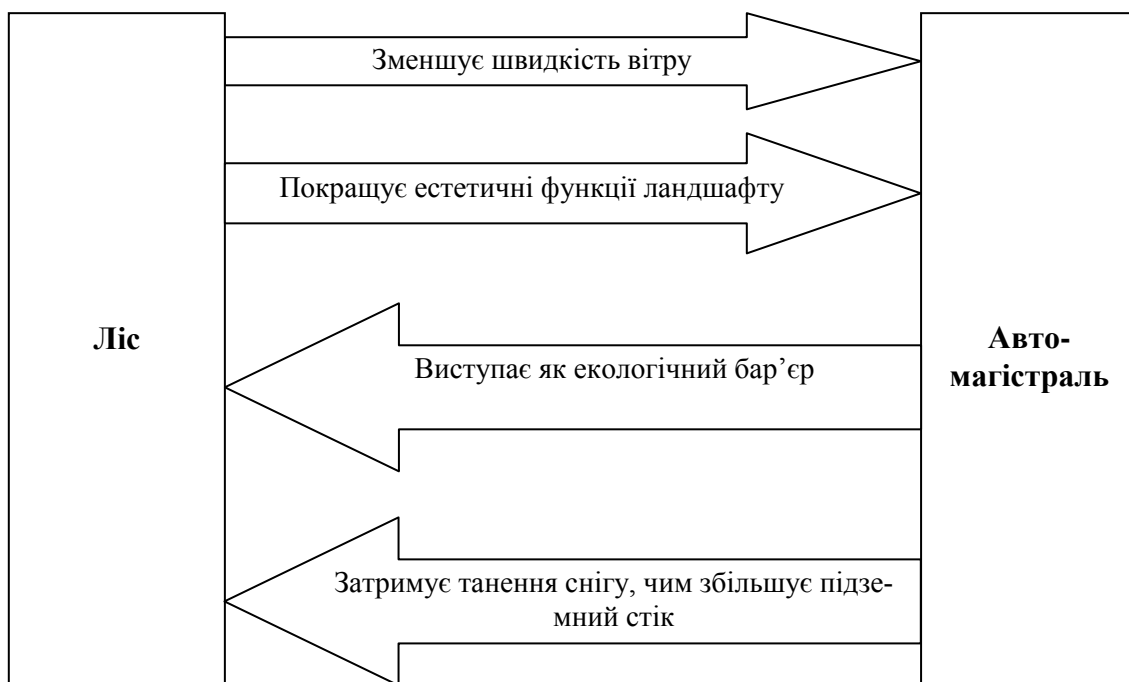 Зменшує швидкість вітру
Покращує естетичні функції ландшафту
Ліс
Виступає як екологічний бар’єр
Авто-
магістраль
Затримує танення снігу, чим збільшує підзе-
мний стік